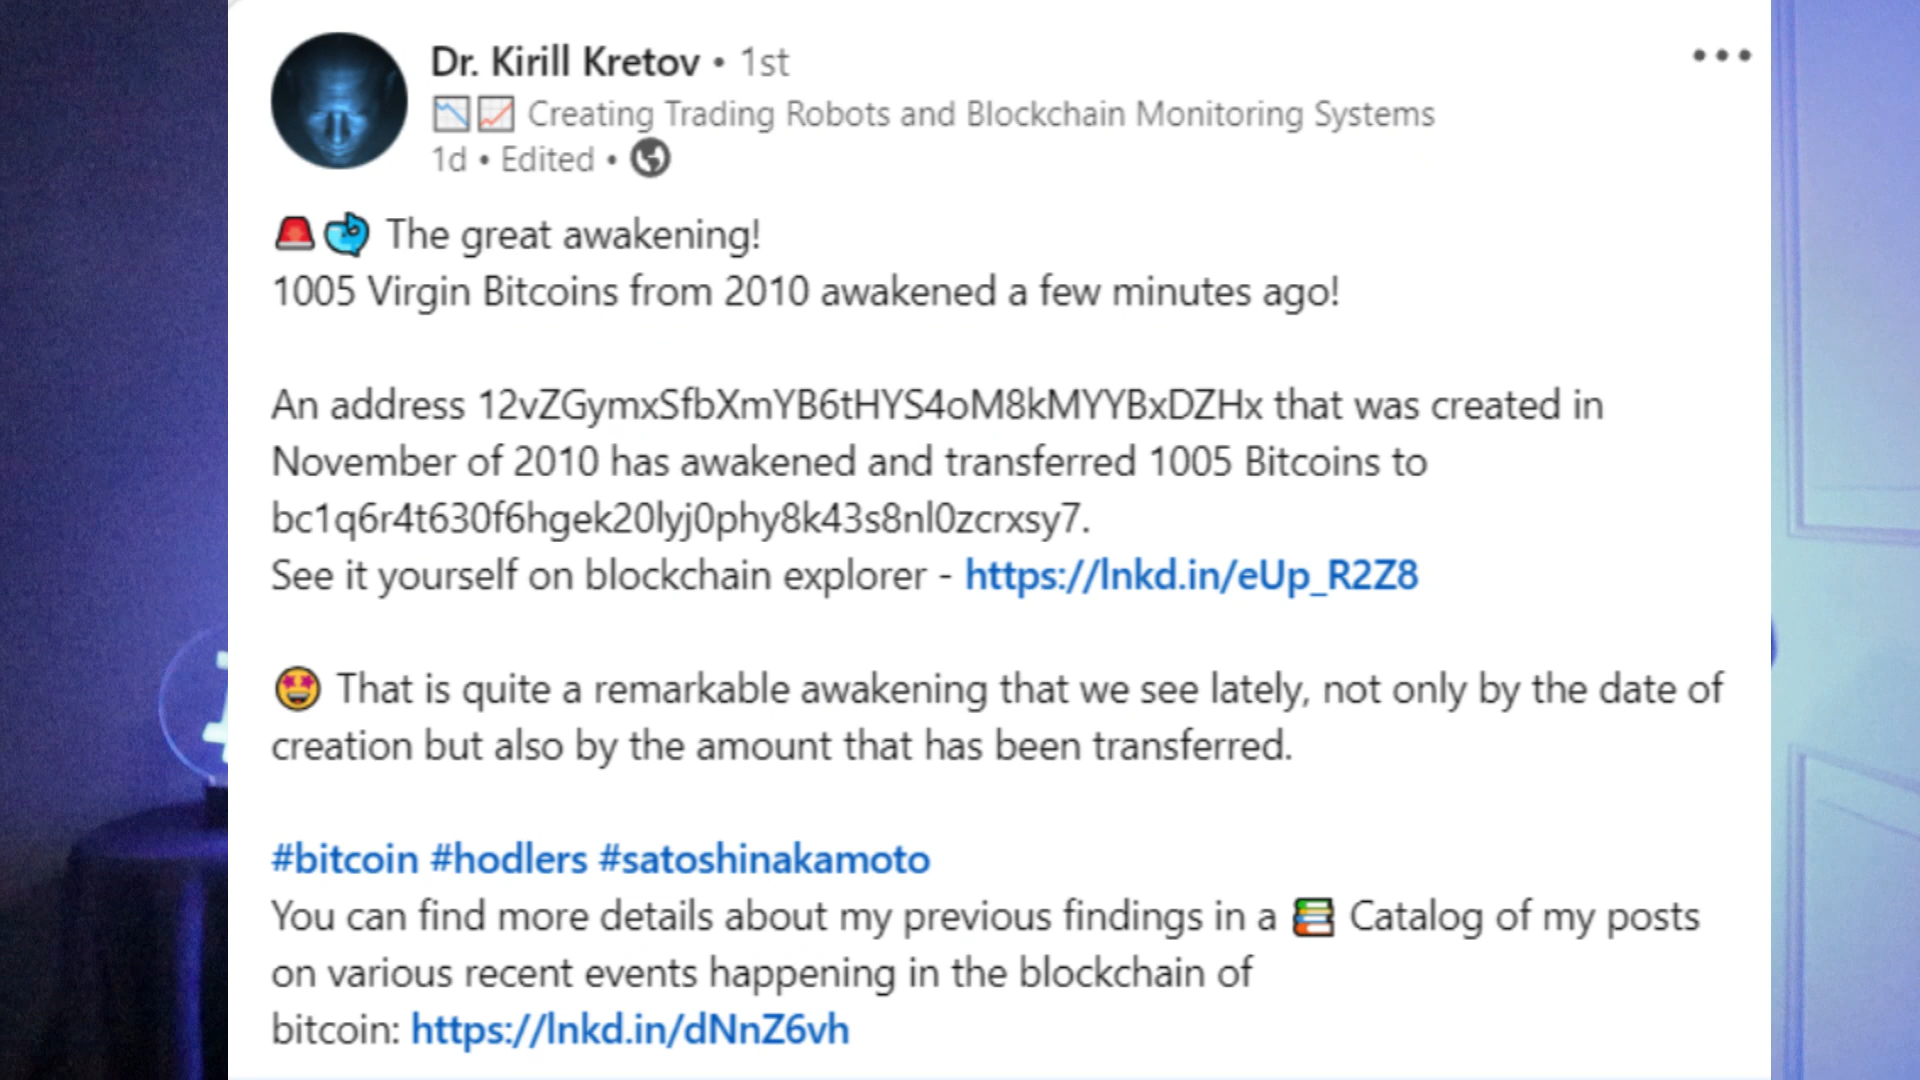 Dr. Kirill Kretov • 1st
📉📈 Creating Trading Robots and Blockchain Monitoring Systems
1d • Edited •
🚨🥶 The great awakening!
1005 Virgin Bitcoins from 2010 awakened a few minutes ago!
An address 12vZGymxSfbXmYB6tHYS4oM8kMYYBxDZHx that was created in
November of 2010 has awakened and transferred 1005 Bitcoins to
bc1q6r4t630f6hgek20lyj0phy8k43s8nl0zcrxsy7.
See it yourself on blockchain explorer - https://lnkd.in/eUp_R2Z8
🤩 That is quite a remarkable awakening that we see lately, not only by the date of
creation but also by the amount that has been transferred.
#bitcoin #hodlers #satoshinakamoto
You can find more details about my previous findings in a 📚 Catalog of my posts
on various recent events happening in the blockchain of
bitcoin: https://lnkd.in/dNnZ6vh